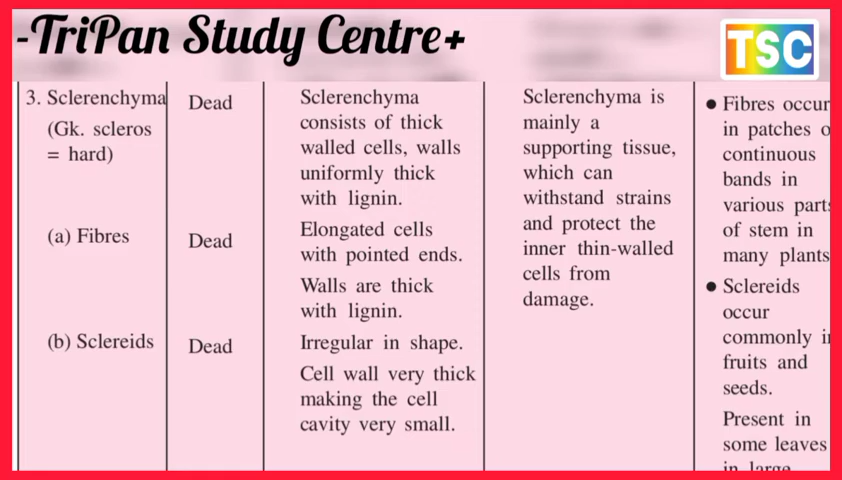 -TriPan Study Centre+
TSC
3. Sclerenchyma
(Gk. scleros
= hard)
(a) Fibres
(b) Sclereids
Dead
Dead
Dead
Sclerenchyma
consists of thick
walled cells, walls
uniformly thick
with lignin.
Elongated cells
with pointed ends.
Walls are thick
with lignin.
Irregular in shape.
Cell wall very thick
making the cell
cavity very small.
Sclerenchyma is
mainly a
supporting tissue,
which can
withstand strains
and protect the
inner thin-walled
cells from
damage.
● Fibres occur
in patches o
continuous
bands in
various parts
of stem in
many plants
● Sclereids
occur
commonly in
fruits and
seeds.
Present in
some leaves
in large